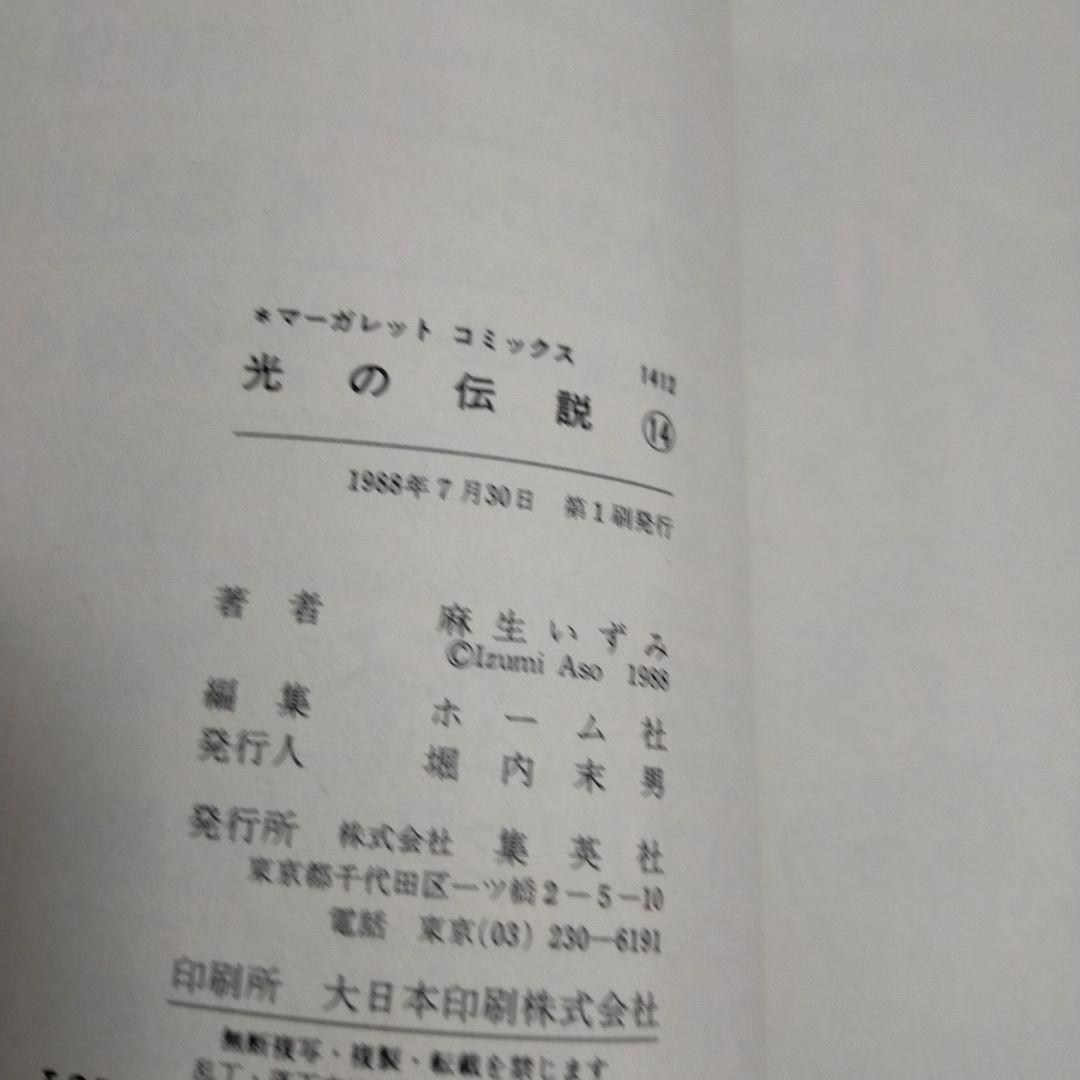 *マーガレット コミックス 1412
光の伝説 ⑭
1988年7月30日 第1刷発行
著者 麻生いずみ
©Izumi Aso 1988
編集 ホーム社
発行人 堀内末男
発行所 株式会社 集英社
東京都千代田区一ツ橋2-5-10
電話 東京(03) 230-6191
印刷所 大日本印刷株式会社
無断複写・複製・転載を禁じます